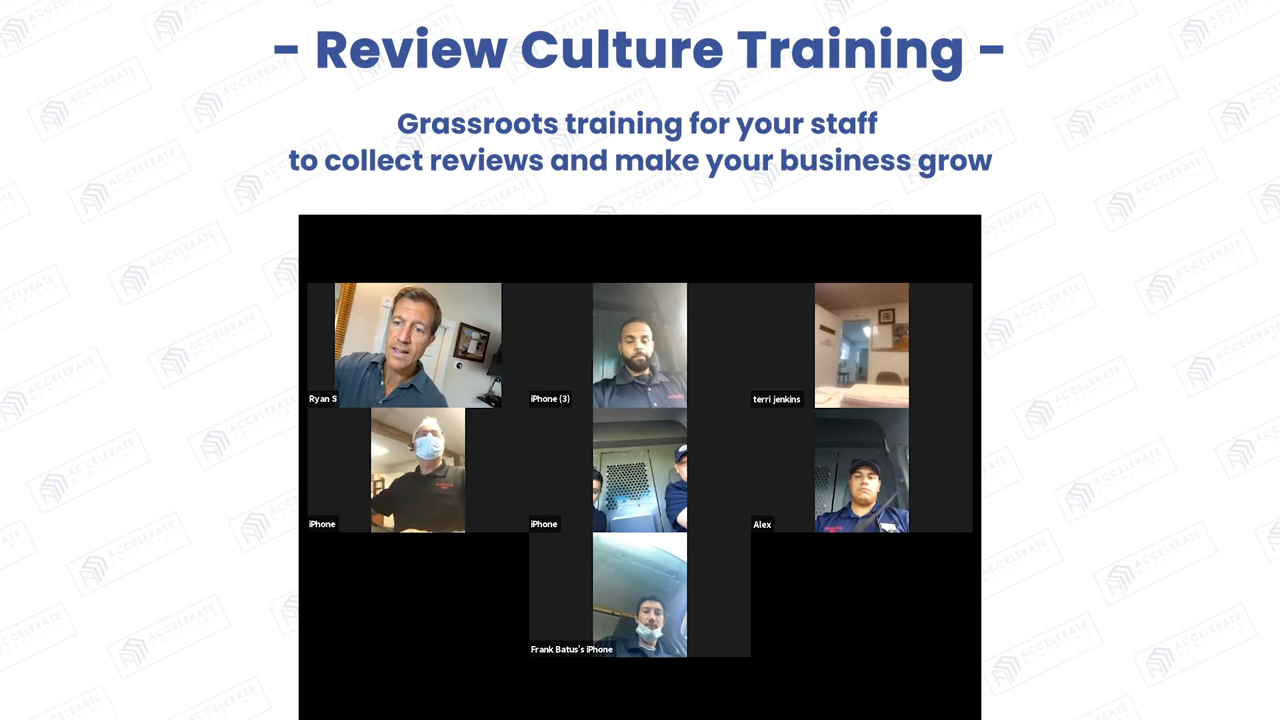 - Review Culture Training -
Grassroots training for your staff
to collect reviews and make your business grow
Ryan S
iPhone (3)
terri jenkins
iPhone
iPhone
Alex
Frank Batus's iPhone
ACCELERATE